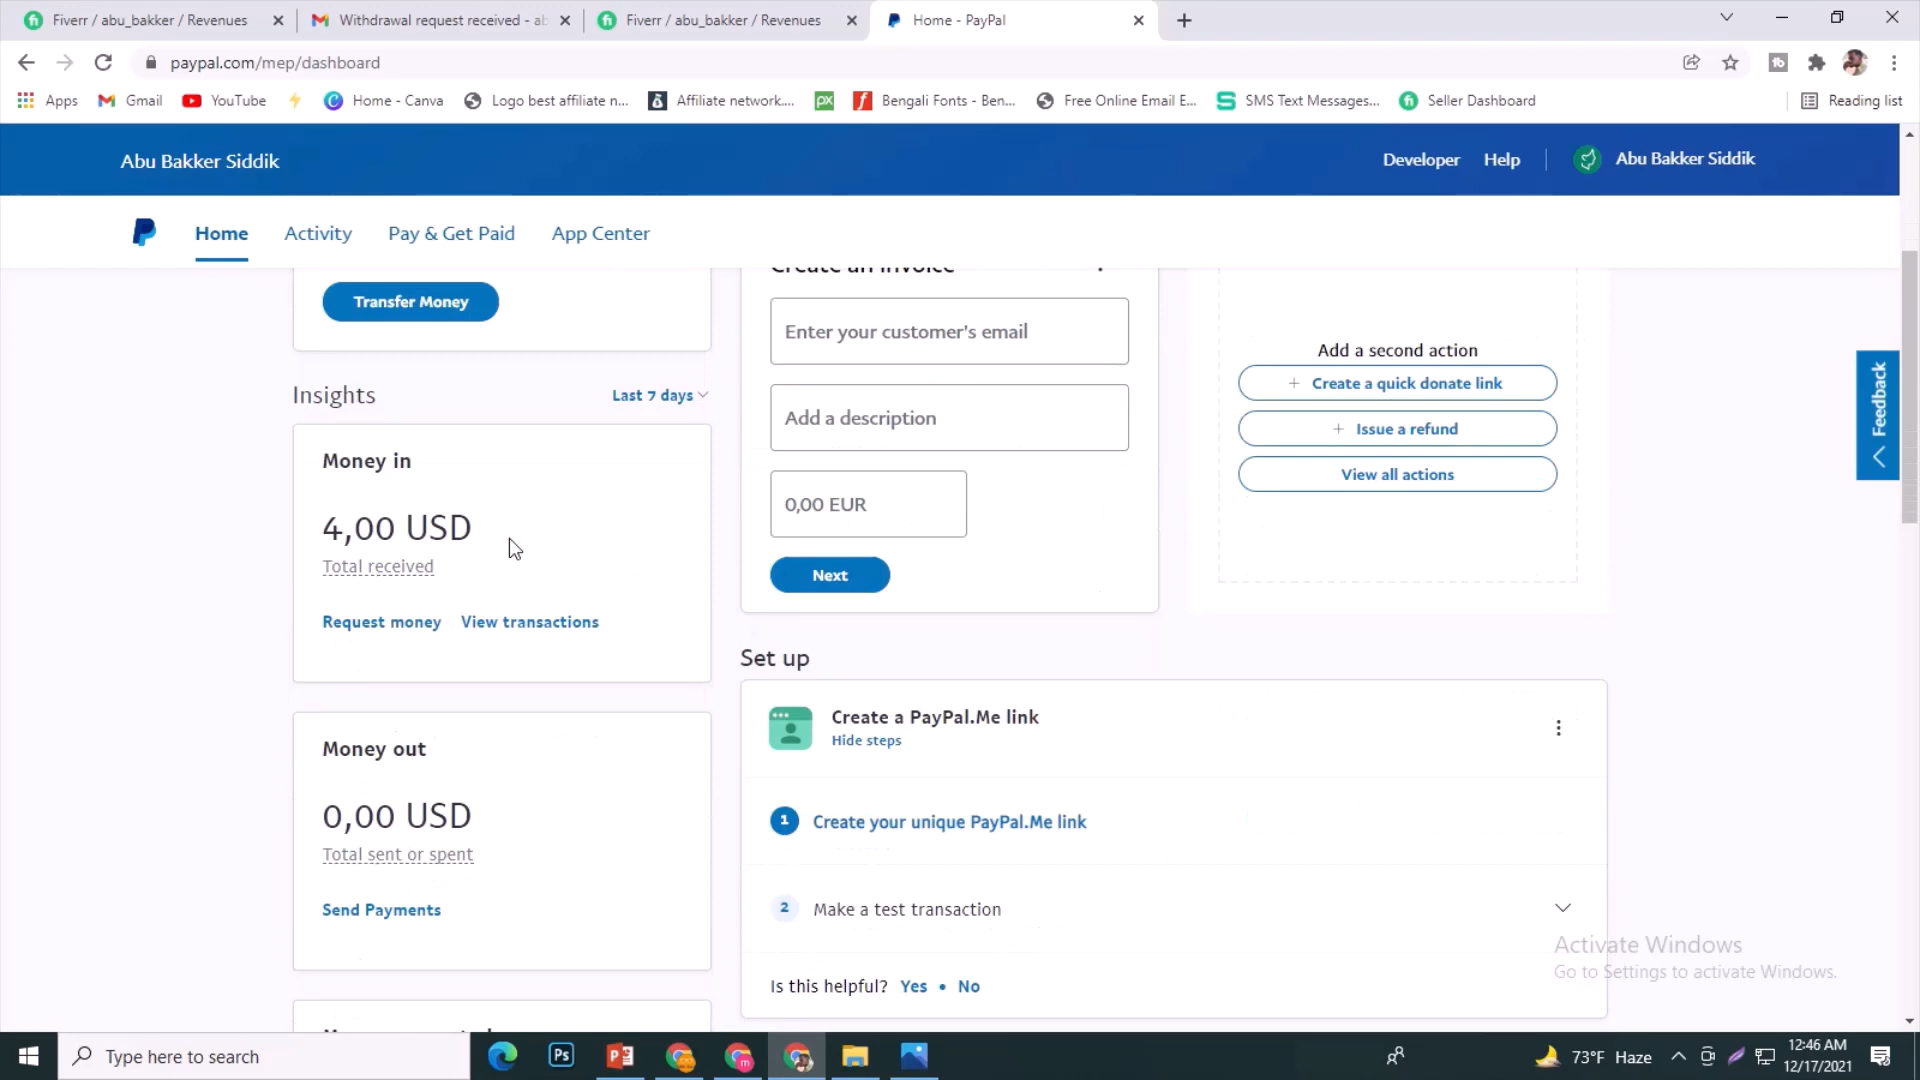 Fiverr / abu_bakker / Revenues
Withdrawal request received - ab
Fiverr / abu_bakker / Revenues
Home - PayPal
paypal.com/mep/dashboard
Apps
Gmail
YouTube
Home - Canva
Logo best affiliate n...
Affiliate network....
px
Bengali Fonts - Ben...
Free Online Email E...
SMS Text Messages...
Seller Dashboard
Reading list
Abu Bakker Siddik
Developer
Help
Abu Bakker Siddik
Home
Activity
Pay & Get Paid
App Center
Transfer Money
Insights
Last 7 days
Money in
4,00 USD
Total received
Request money
View transactions
Money out
0,00 USD
Total sent or spent
Send Payments
Create an invoice
Enter your customer's email
Add a description
0,00 EUR
Next
Add a second action
+ Create a quick donate link
+ Issue a refund
View all actions
Feedback
Set up
Create a PayPal.Me link
Hide steps
1 Create your unique PayPal.Me link
2 Make a test transaction
Is this helpful? Yes • No
Activate Windows
Go to Settings to activate Windows.
Type here to search
Ps
73°F Haze
12:46 AM
12/17/2021